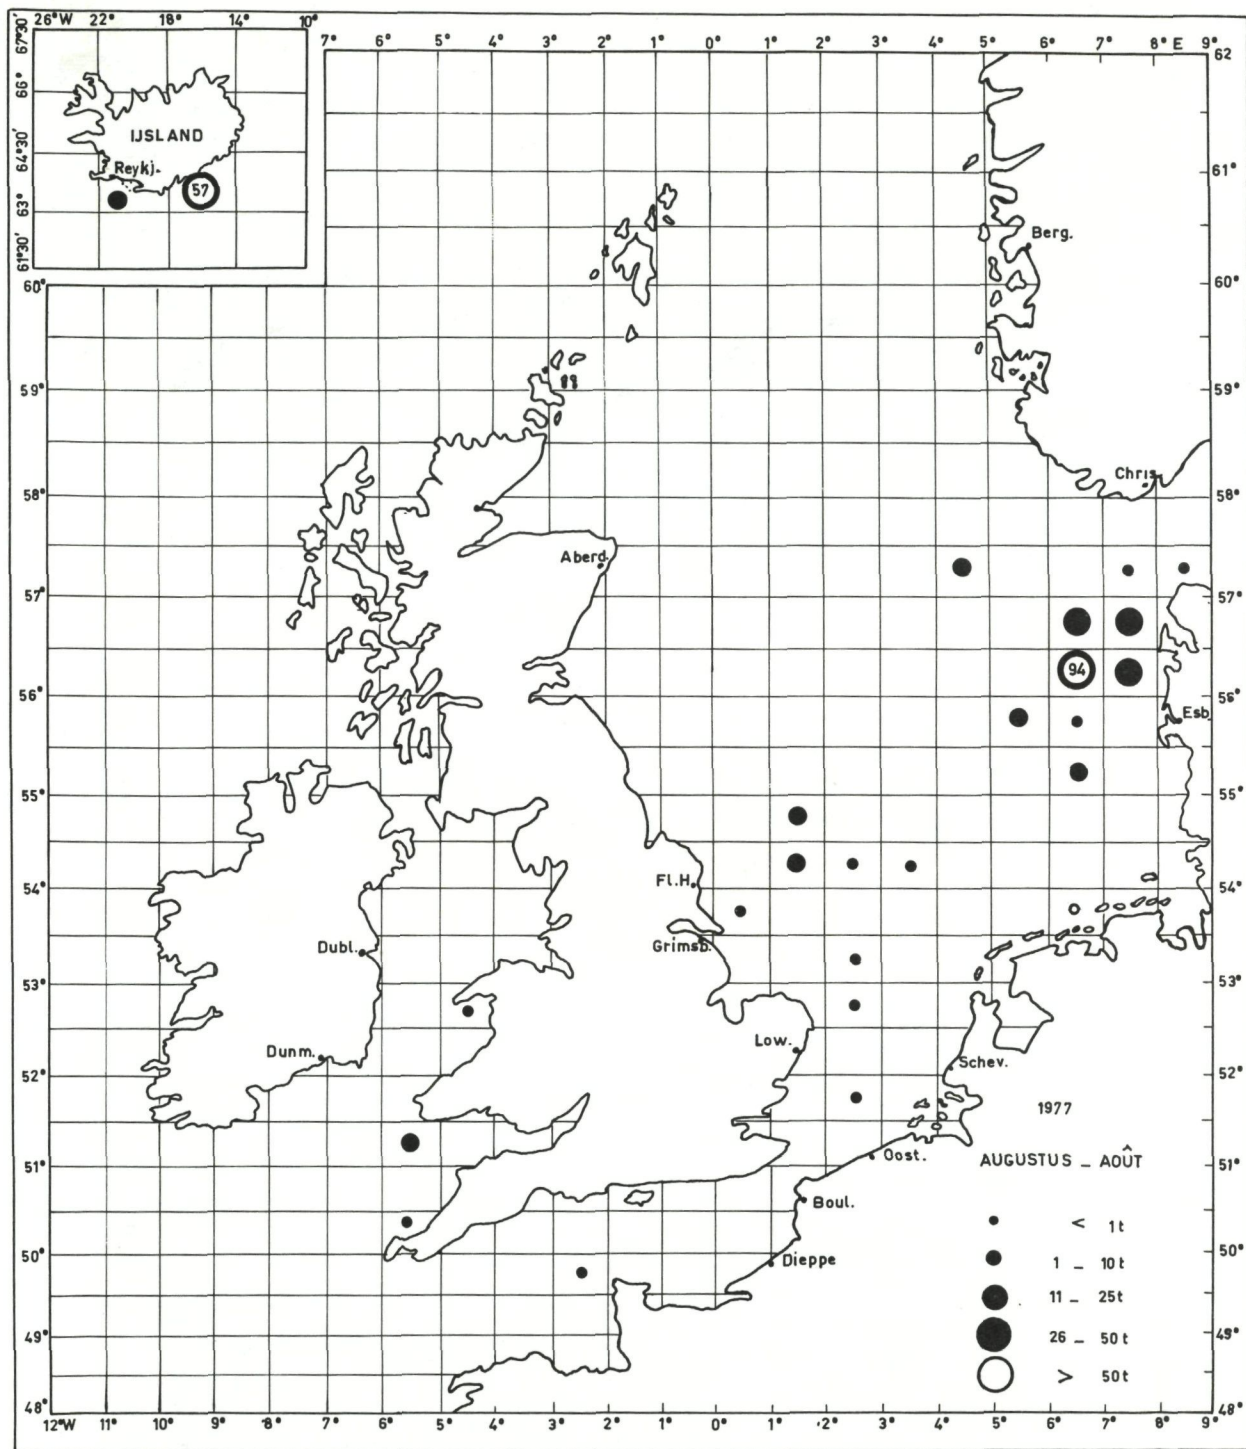 26°W 22° 18° 14° 10°
67°30' 66° 64°30' 63° 61°30'
IJSLAND
Reykj.
57
7° 6° 5° 4° 3° 2° 1° 0° 1° 2° 3° 4° 5° 6° 7° 8° E 9°
62
61°
60° 60°
59° 59°
58° 58°
57° 57°
56° 56°
55° 55°
54° 54°
53° 53°
52° 52°
51° 51°
50° 50°
49° 49°
48° 48°
Berg.
Chris
Aberd.
94
Esb.
Fl.H.
Dubl.
Grimsb.
Dunm.
Low.
Schev.
Oost.
Boul.
Dieppe
1977
AUGUSTUS _ AOÛT
< 1t
1 _ 10t
11 _ 25t
26 _ 50t
> 50t
12°W 11° 10° 9° 8° 7° 6° 5° 4° 3° 2° 1° 0° 1° 2° 3° 4° 5° 6° 7° 8° 9°